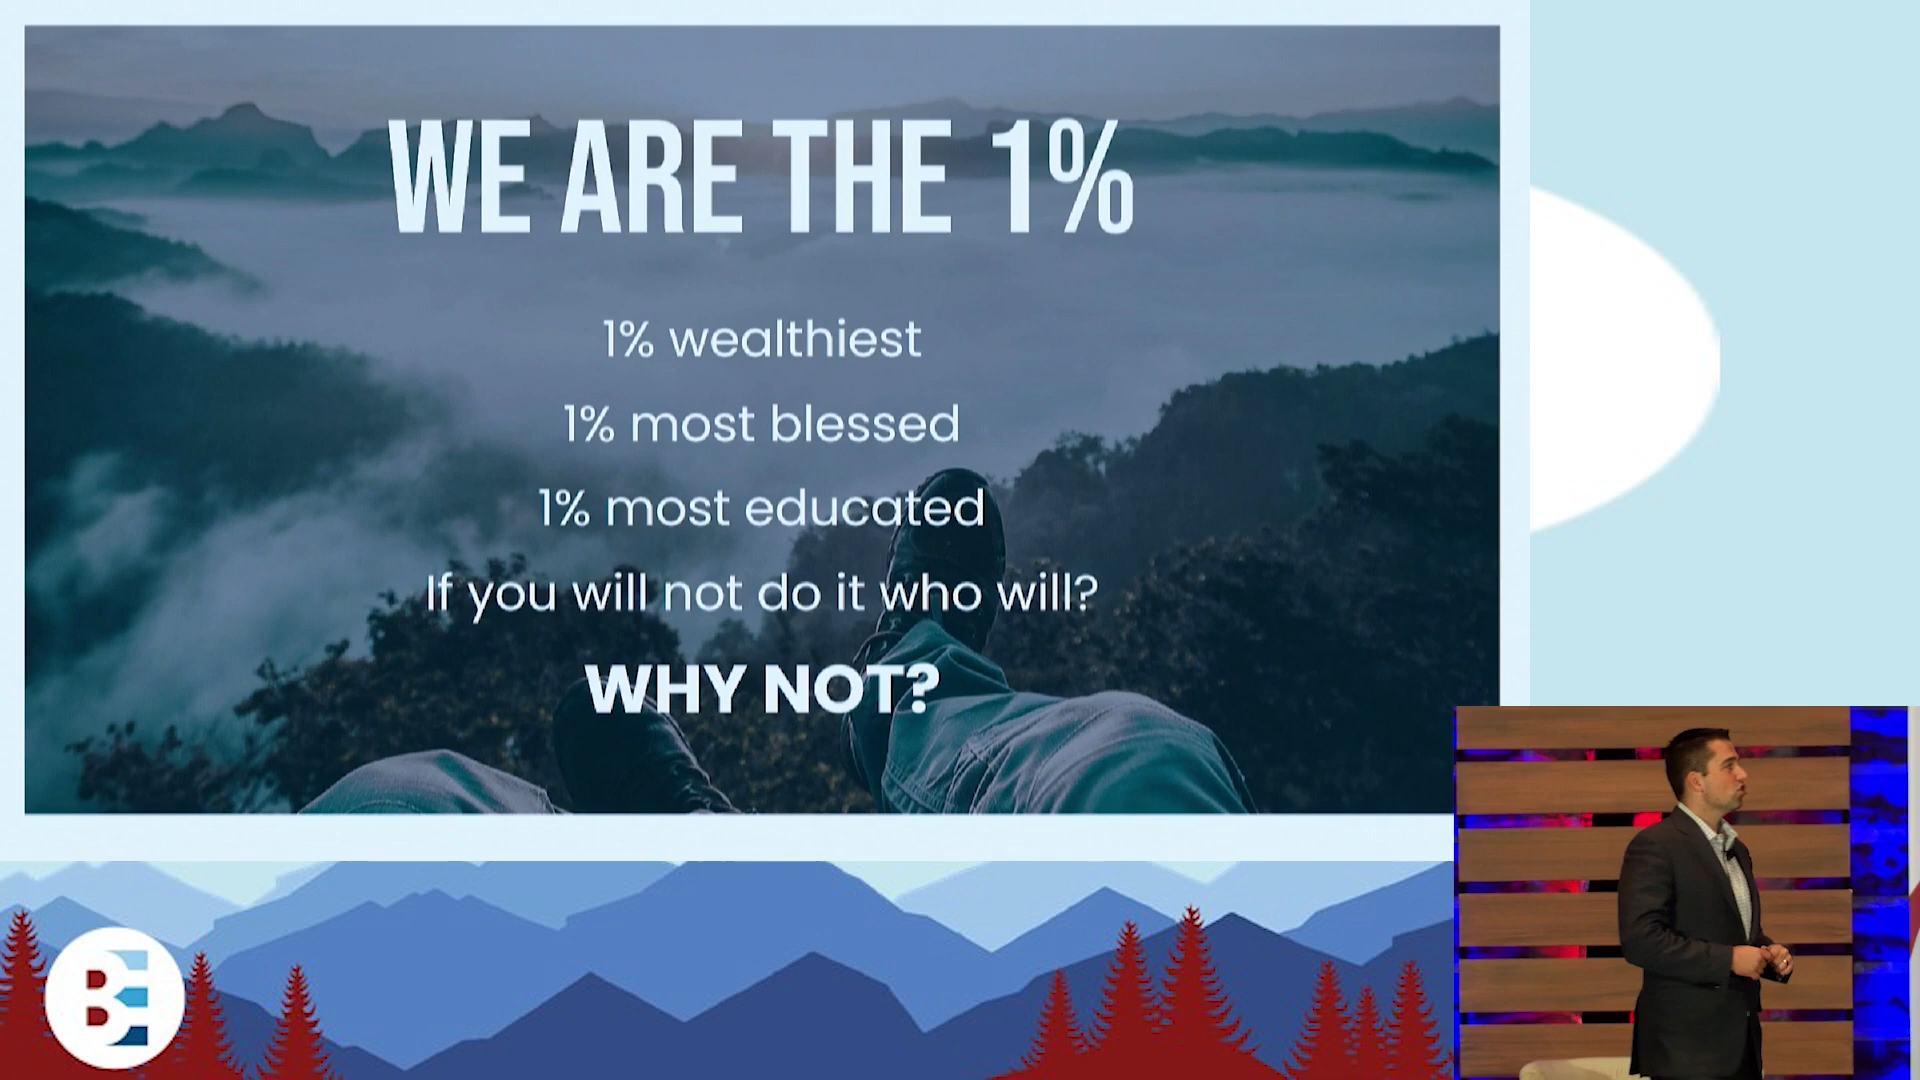 WE ARE THE 1%
1% wealthiest
1% most blessed
1% most educated
If you will not do it who will?
WHY NOT?
BE